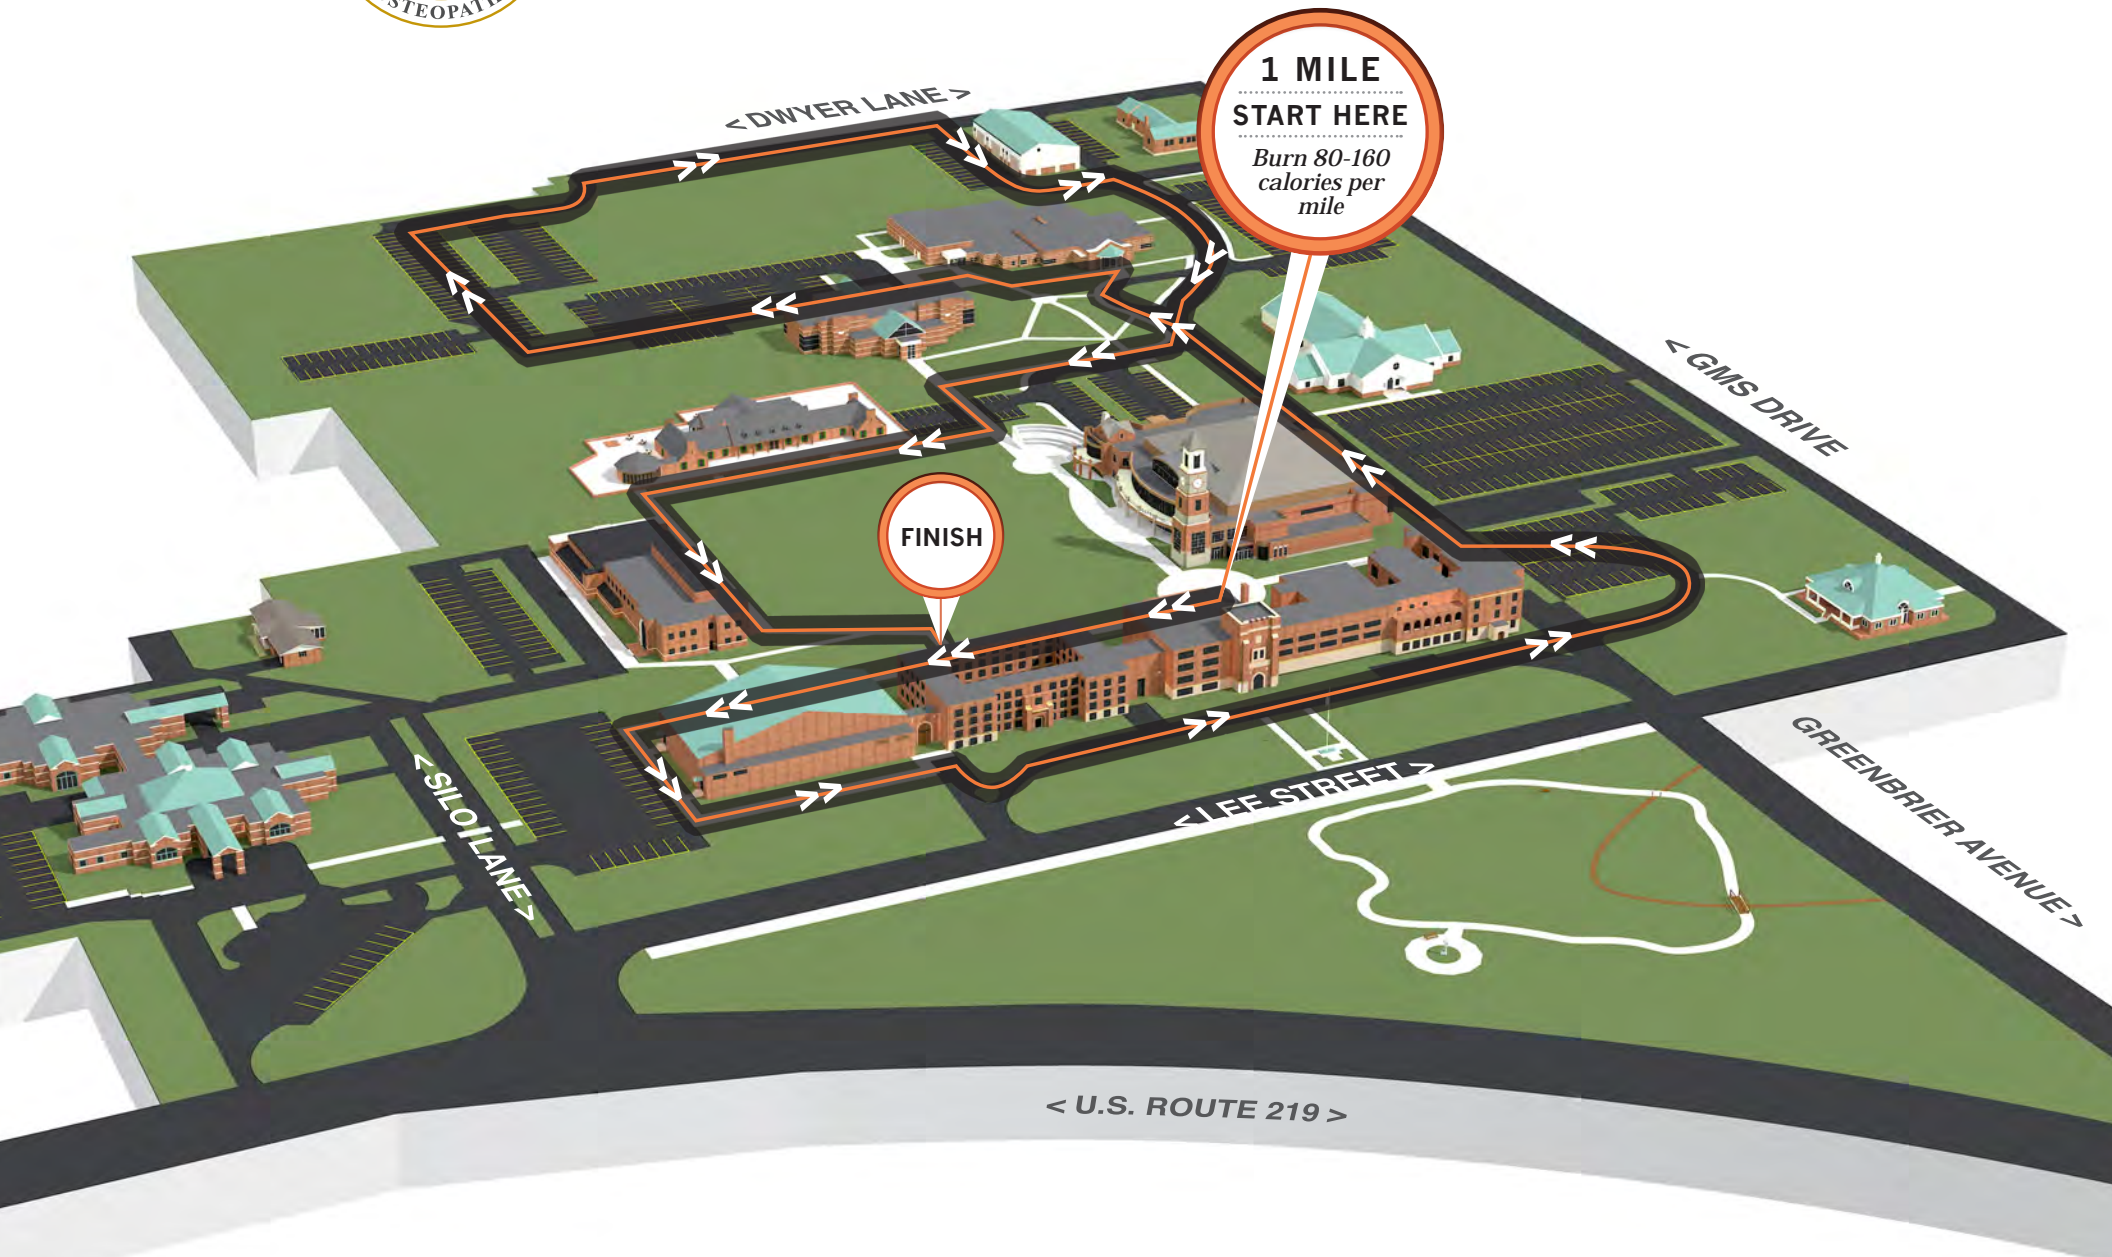 < DWYER LANE >
1 MILE
START HERE
Burn 80-160
calories per
mile
< GMS DRIVE
FINISH
< SILO LANE >
< LEE STREET >
GREENBRIER AVENUE >
< U.S. ROUTE 219 >